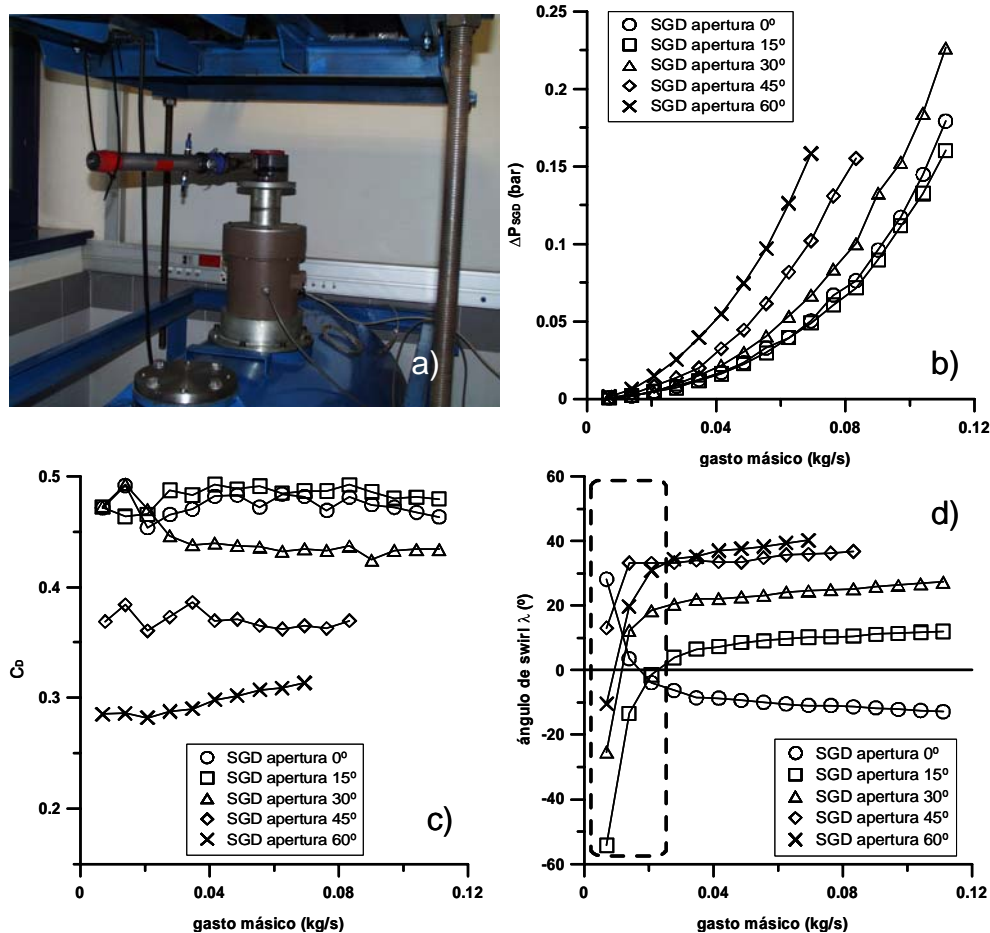 a)
0.25
0.2
0.15
0.1
0.05
0
ΔPSGD (bar)
SGD apertura 0º
SGD apertura 15º
SGD apertura 30º
SGD apertura 45º
SGD apertura 60º
b)
0 0.04 0.08 0.12
gasto másico (kg/s)
0.5
0.4
0.3
0.2
CD
SGD apertura 0º
SGD apertura 15º
SGD apertura 30º
SGD apertura 45º
SGD apertura 60º
c)
0 0.04 0.08 0.12
gasto másico (kg/s)
60
40
20
0
-20
-40
-60
ángulo de swirl λ (º)
d)
SGD apertura 0º
SGD apertura 15º
SGD apertura 30º
SGD apertura 45º
SGD apertura 60º
0 0.04 0.08 0.12
gasto másico (kg/s)